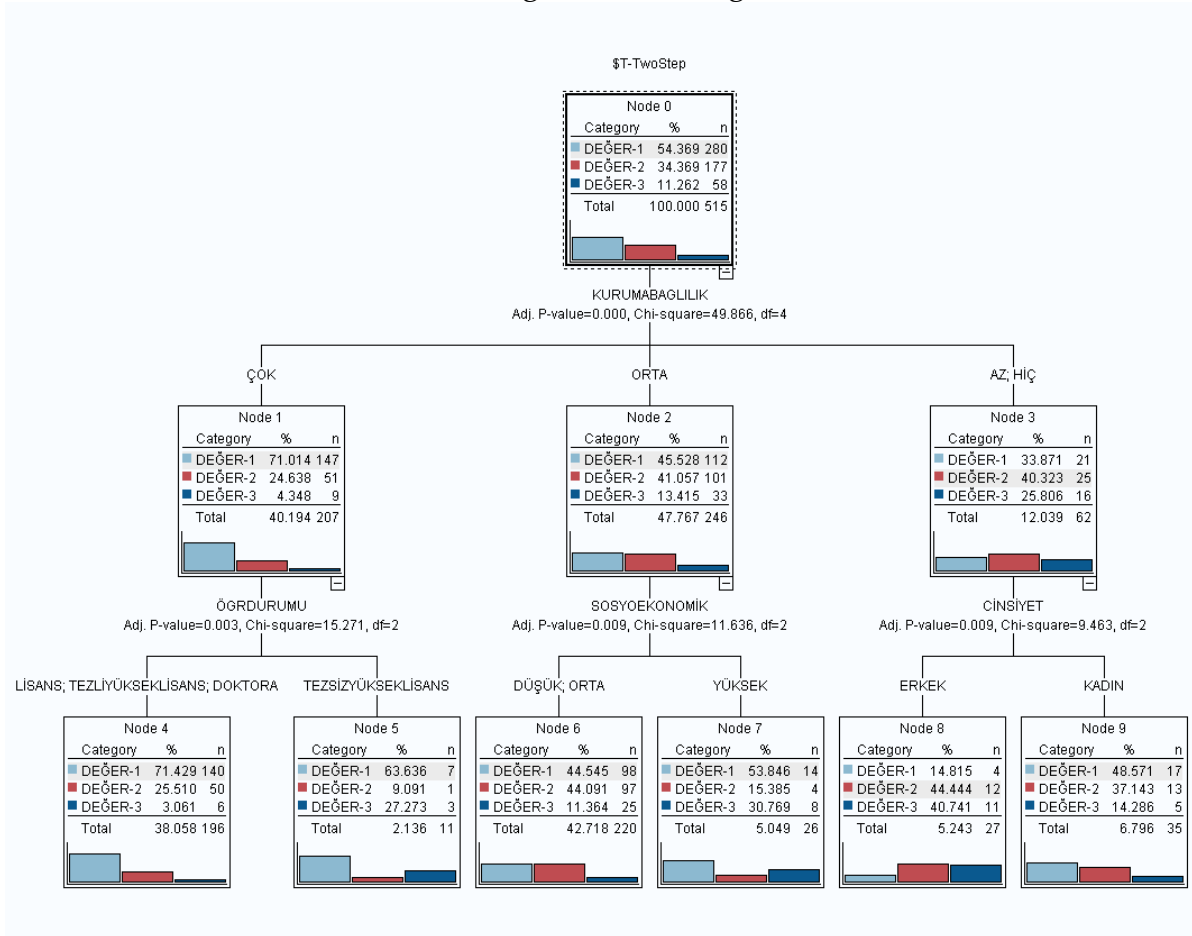 $T-TwoStep
Node 0
Category % n
DEĞER-1 54.369 280
DEĞER-2 34.369 177
DEĞER-3 11.262 58
Total 100.000 515
KURUMABAGLILIK
Adj. P-value=0.000, Chi-square=49.866, df=4
ÇOK
ORTA
AZ; HİÇ
Node 1
Category % n
DEĞER-1 71.014 147
DEĞER-2 24.638 51
DEĞER-3 4.348 9
Total 40.194 207
Node 2
Category % n
DEĞER-1 45.528 112
DEĞER-2 41.057 101
DEĞER-3 13.415 33
Total 47.767 246
Node 3
Category % n
DEĞER-1 33.871 21
DEĞER-2 40.323 25
DEĞER-3 25.806 16
Total 12.039 62
ÖGRDURUMU
Adj. P-value=0.003, Chi-square=15.271, df=2
SOSYOEKONOMİK
Adj. P-value=0.009, Chi-square=11.636, df=2
CİNSİYET
Adj. P-value=0.009, Chi-square=9.463, df=2
LİSANS; TEZLİYÜKSEKLİSANS; DOKTORA
TEZSİZYÜKSEKLİSANS
DÜŞÜK; ORTA
YÜKSEK
ERKEK
KADIN
Node 4
Category % n
DEĞER-1 71.429 140
DEĞER-2 25.510 50
DEĞER-3 3.061 6
Total 38.058 196
Node 5
Category % n
DEĞER-1 63.636 7
DEĞER-2 9.091 1
DEĞER-3 27.273 3
Total 2.136 11
Node 6
Category % n
DEĞER-1 44.545 98
DEĞER-2 44.091 97
DEĞER-3 11.364 25
Total 42.718 220
Node 7
Category % n
DEĞER-1 53.846 14
DEĞER-2 15.385 4
DEĞER-3 30.769 8
Total 5.049 26
Node 8
Category % n
DEĞER-1 14.815 4
DEĞER-2 44.444 12
DEĞER-3 40.741 11
Total 5.243 27
Node 9
Category % n
DEĞER-1 48.571 17
DEĞER-2 37.143 13
DEĞER-3 14.286 5
Total 6.796 35